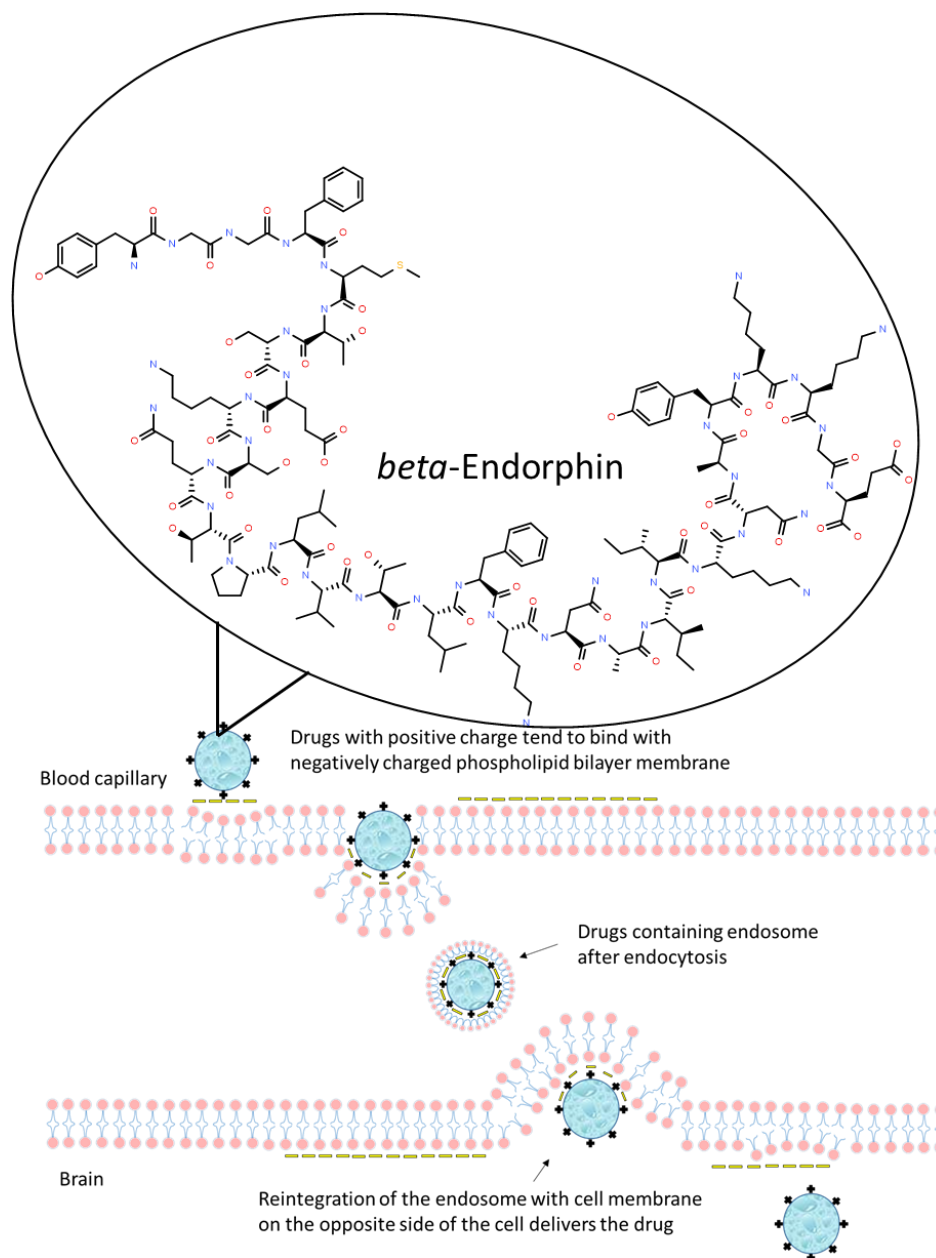 beta-Endorphin
Drugs with positive charge tend to bind with
negatively charged phospholipid bilayer membrane
Blood capillary
Drugs containing endosome
after endocytosis
Brain
Reintegration of the endosome with cell membrane
on the opposite side of the cell delivers the drug